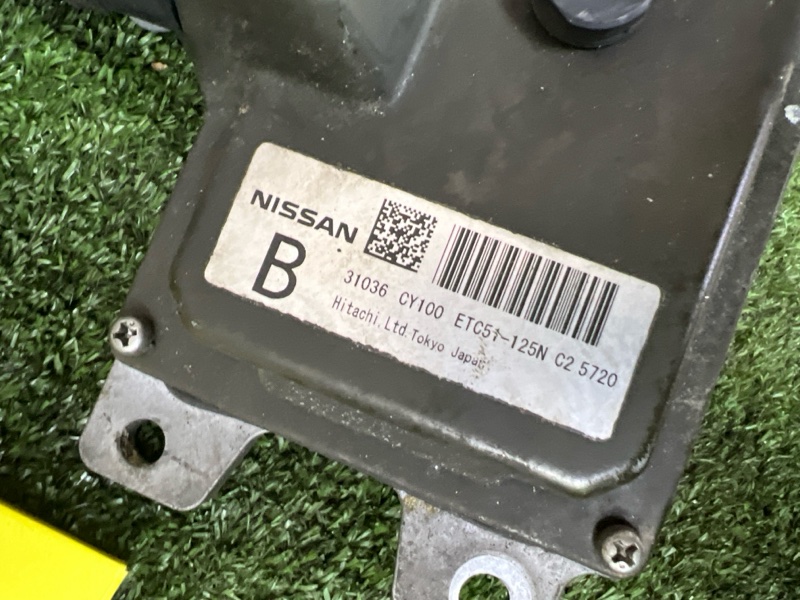 NISSAN
B
31036 CY100 ETC51-125N C2 5720
Hitachi.Ltd.Tokyo Japan